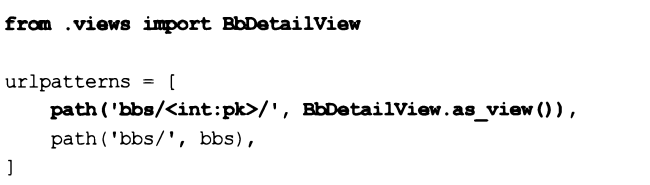 from .views import BbDetailView
urlpatterns = [
path('bbs/<int:pk>/', BbDetailView.as_view()),
path('bbs/', bbs),
]